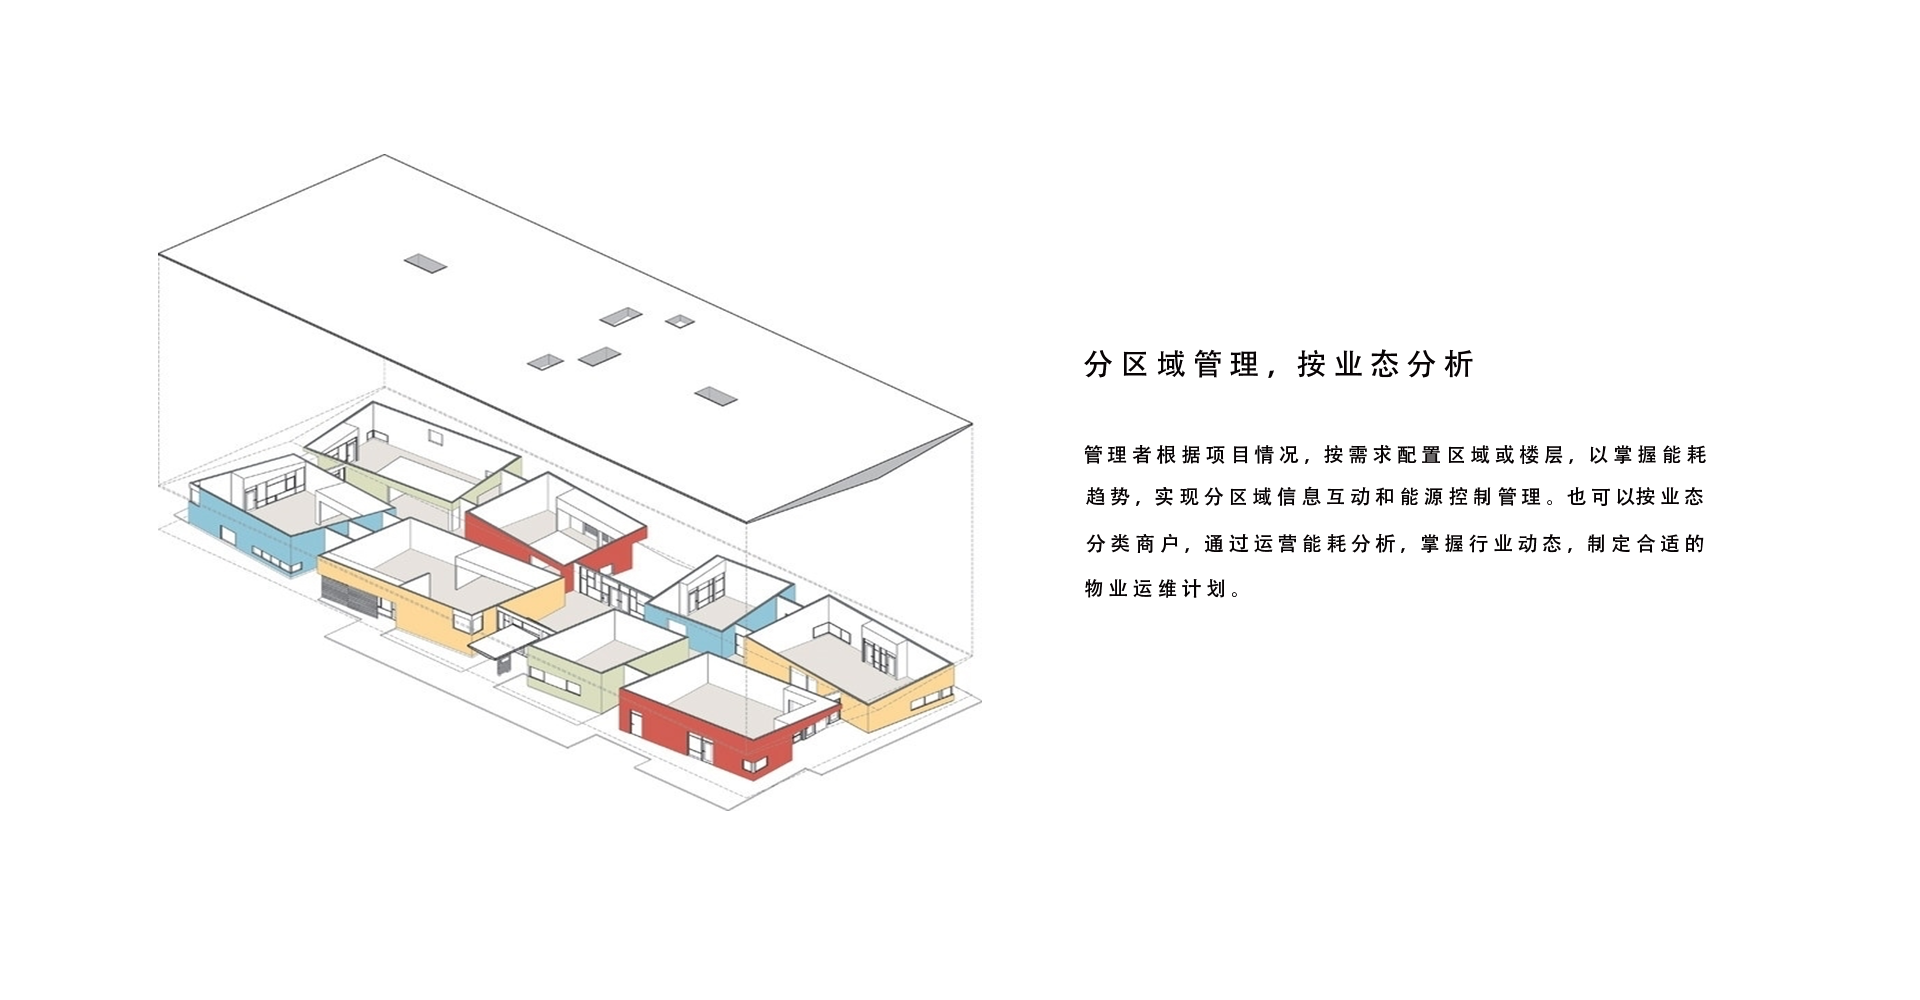 分区域管理，按业态分析
管理者根据项目情况，按需求配置区域或楼层，以掌握能耗
趋势，实现分区域信息互动和能源控制管理。也可以按业态
分类商户，通过运营能耗分析，掌握行业动态，制定合适的
物业运维计划。